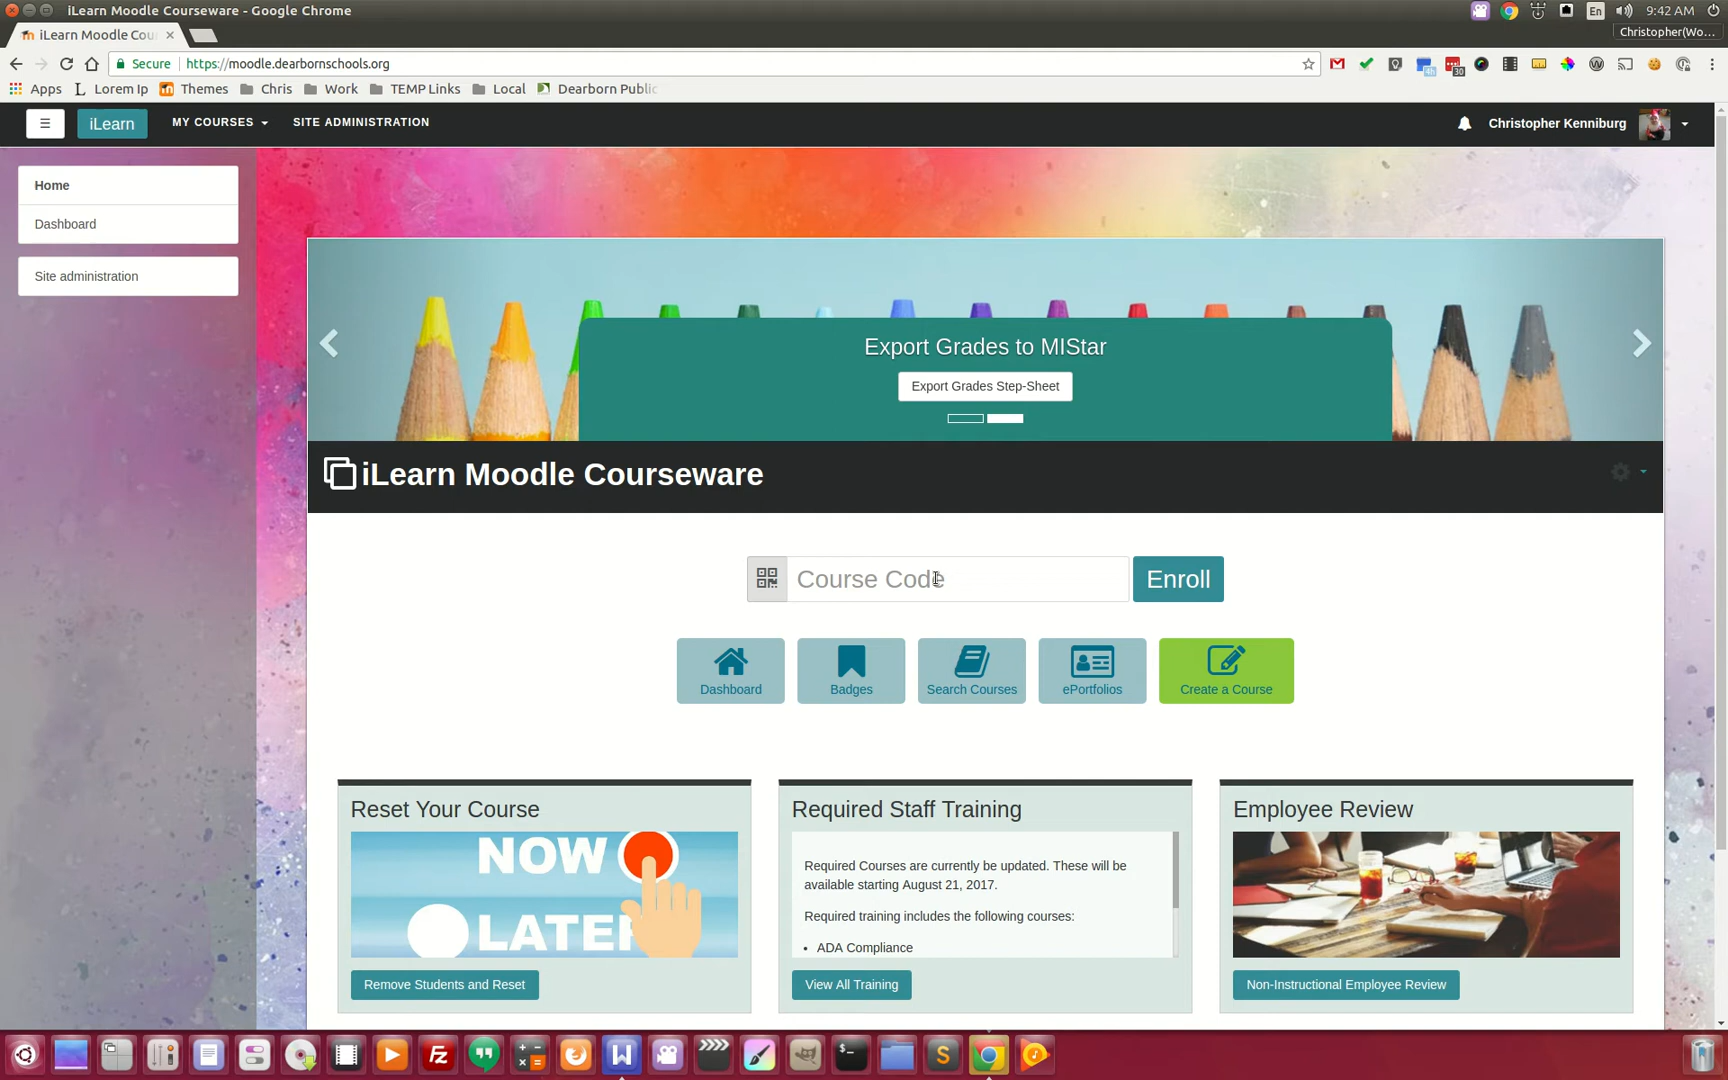 iLearn Moodle Courseware - Google Chrome
En
9:42 AM
iLearn Moodle Cou
Christopher(Wo...
Secure
https://moodle.dearbornschools.org
30
Apps
Lorem Ip
Themes
Chris
Work
TEMP Links
Local
Dearborn Public
iLearn
MY COURSES
SITE ADMINISTRATION
Christopher Kenniburg
Home
Dashboard
Site administration
Export Grades to MIStar
Export Grades Step-Sheet
iLearn Moodle Courseware
Course Code
Enroll
Dashboard
Badges
Search Courses
ePortfolios
Create a Course
Reset Your Course
NOW
LATER
Remove Students and Reset
Required Staff Training
Required Courses are currently be updated. These will be
available starting August 21, 2017.
Required training includes the following courses:
• ADA Compliance
View All Training
Employee Review
Non-Instructional Employee Review